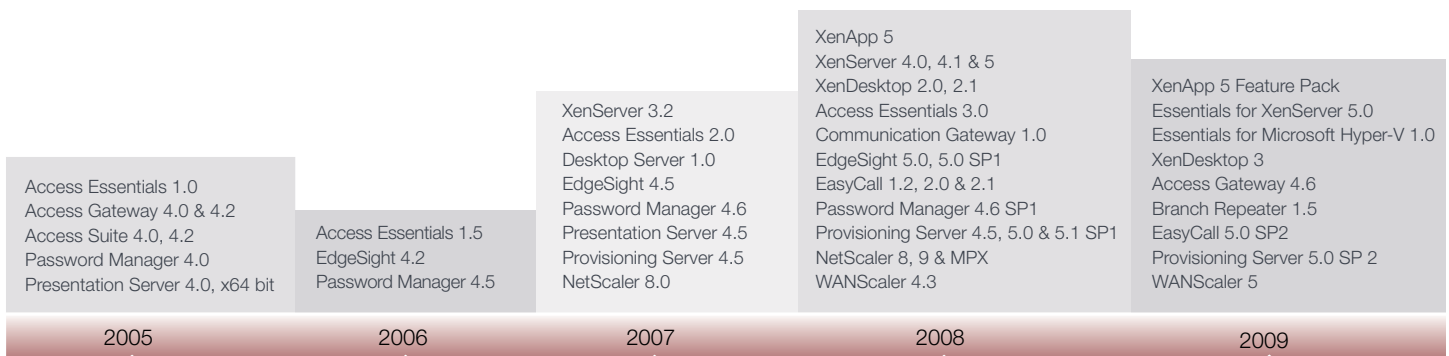 Access Essentials 1.0
Access Gateway 4.0 & 4.2
Access Suite 4.0, 4.2
Password Manager 4.0
Presentation Server 4.0, x64 bit
2005
Access Essentials 1.5
EdgeSight 4.2
Password Manager 4.5
2006
XenServer 3.2
Access Essentials 2.0
Desktop Server 1.0
EdgeSight 4.5
Password Manager 4.6
Presentation Server 4.5
Provisioning Server 4.5
NetScaler 8.0
2007
XenApp 5
XenServer 4.0, 4.1 & 5
XenDesktop 2.0, 2.1
Access Essentials 3.0
Communication Gateway 1.0
EdgeSight 5.0, 5.0 SP1
EasyCall 1.2, 2.0 & 2.1
Password Manager 4.6 SP1
Provisioning Server 4.5, 5.0 & 5.1 SP1
NetScaler 8, 9 & MPX
WANScaler 4.3
2008
XenApp 5 Feature Pack
Essentials for XenServer 5.0
Essentials for Microsoft Hyper-V 1.0
XenDesktop 3
Access Gateway 4.6
Branch Repeater 1.5
EasyCall 5.0 SP2
Provisioning Server 5.0 SP 2
WANScaler 5
2009